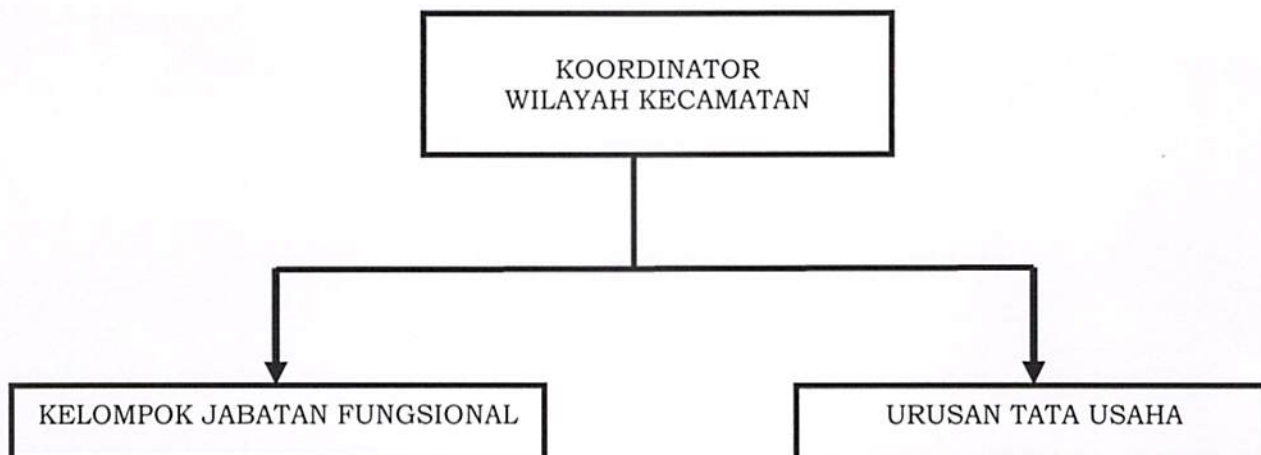 KOORDINATOR
WILAYAH KECAMATAN
KELOMPOK JABATAN FUNGSIONAL
URUSAN TATA USAHA